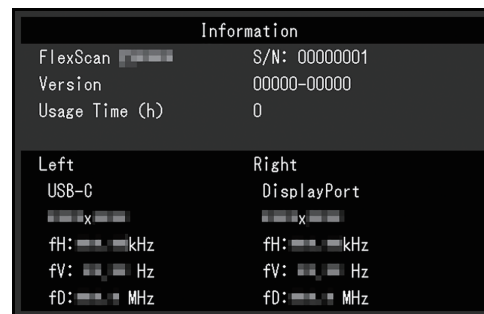 Information
FlexScan S/N: 00000001
Version 00000-00000
Usage Time (h) 0
Left Right
USB-C DisplayPort
x x
fH: kHz fH: kHz
fV: Hz fV: Hz
fD: MHz fD: MHz